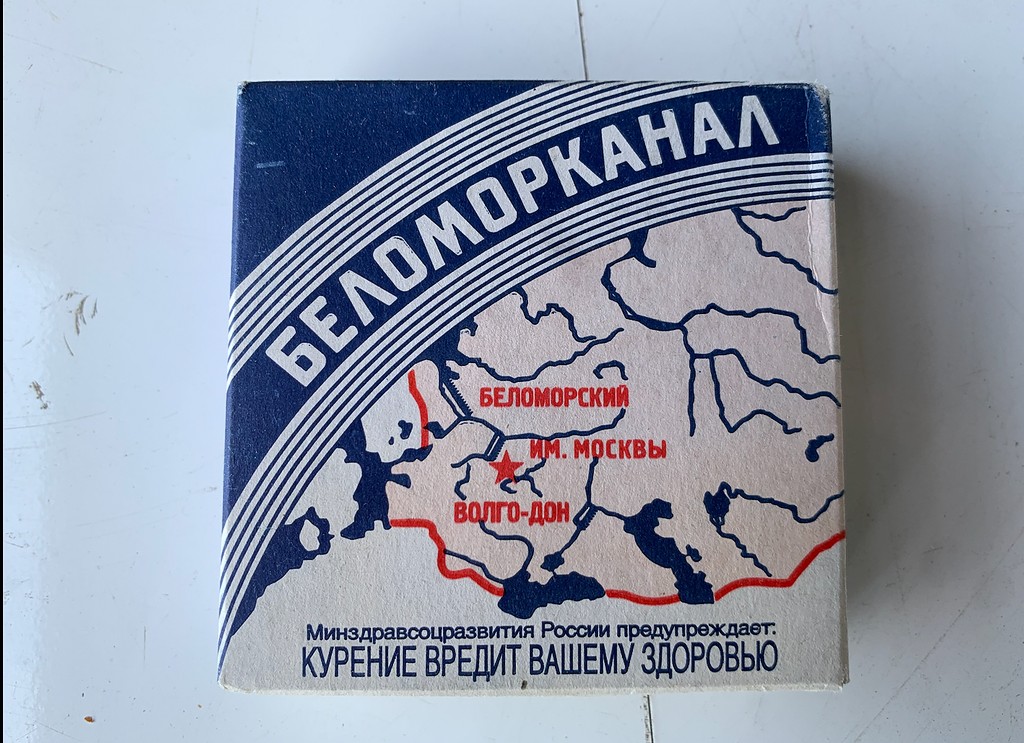 БЕЛОМОРКАНАЛ
БЕЛОМОРСКИЙ
ИМ. МОСКВЫ
ВОЛГО-ДОН
Минздравсоцразвития России предупреждает:
КУРЕНИЕ ВРЕДИТ ВАШЕМУ ЗДОРОВЬЮ